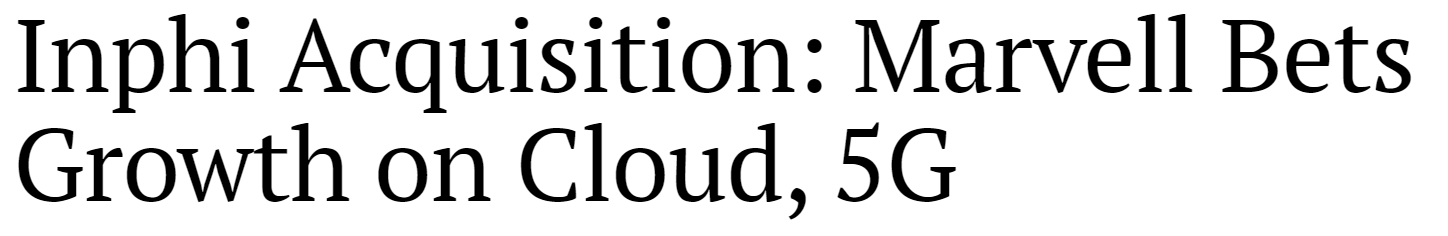 Inphi Acquisition: Marvell Bets
Growth on Cloud, 5G